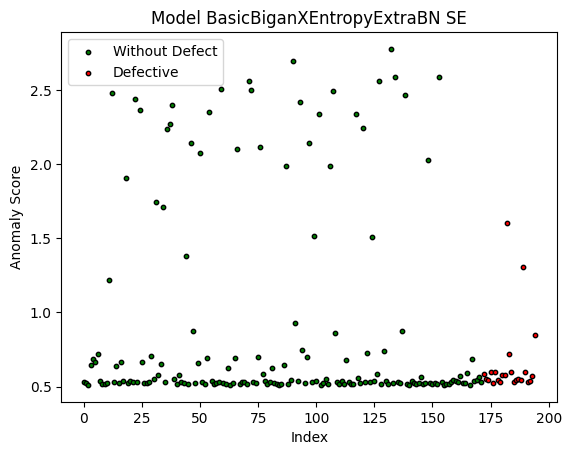 Model BasicBiganXEntropyExtraBN SE
Without Defect
Defective
Anomaly Score
2.5
2.0
1.5
1.0
0.5
0 25 50 75 100 125 150 175 200
Index